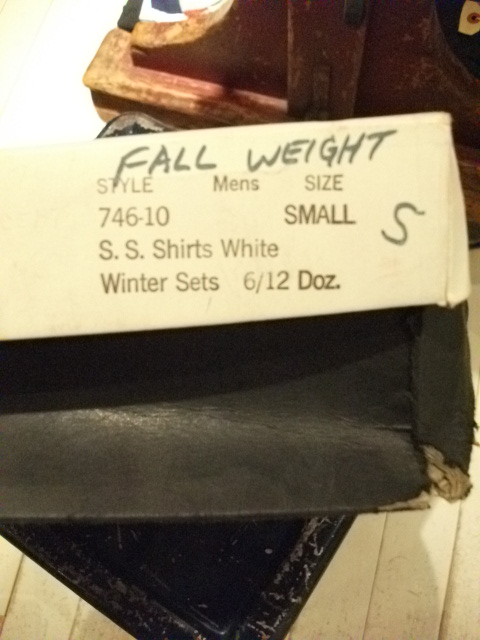 FALL WEIGHT
STYLE Mens SIZE
746-10 SMALL S
S. S. Shirts White
Winter Sets 6/12 Doz.